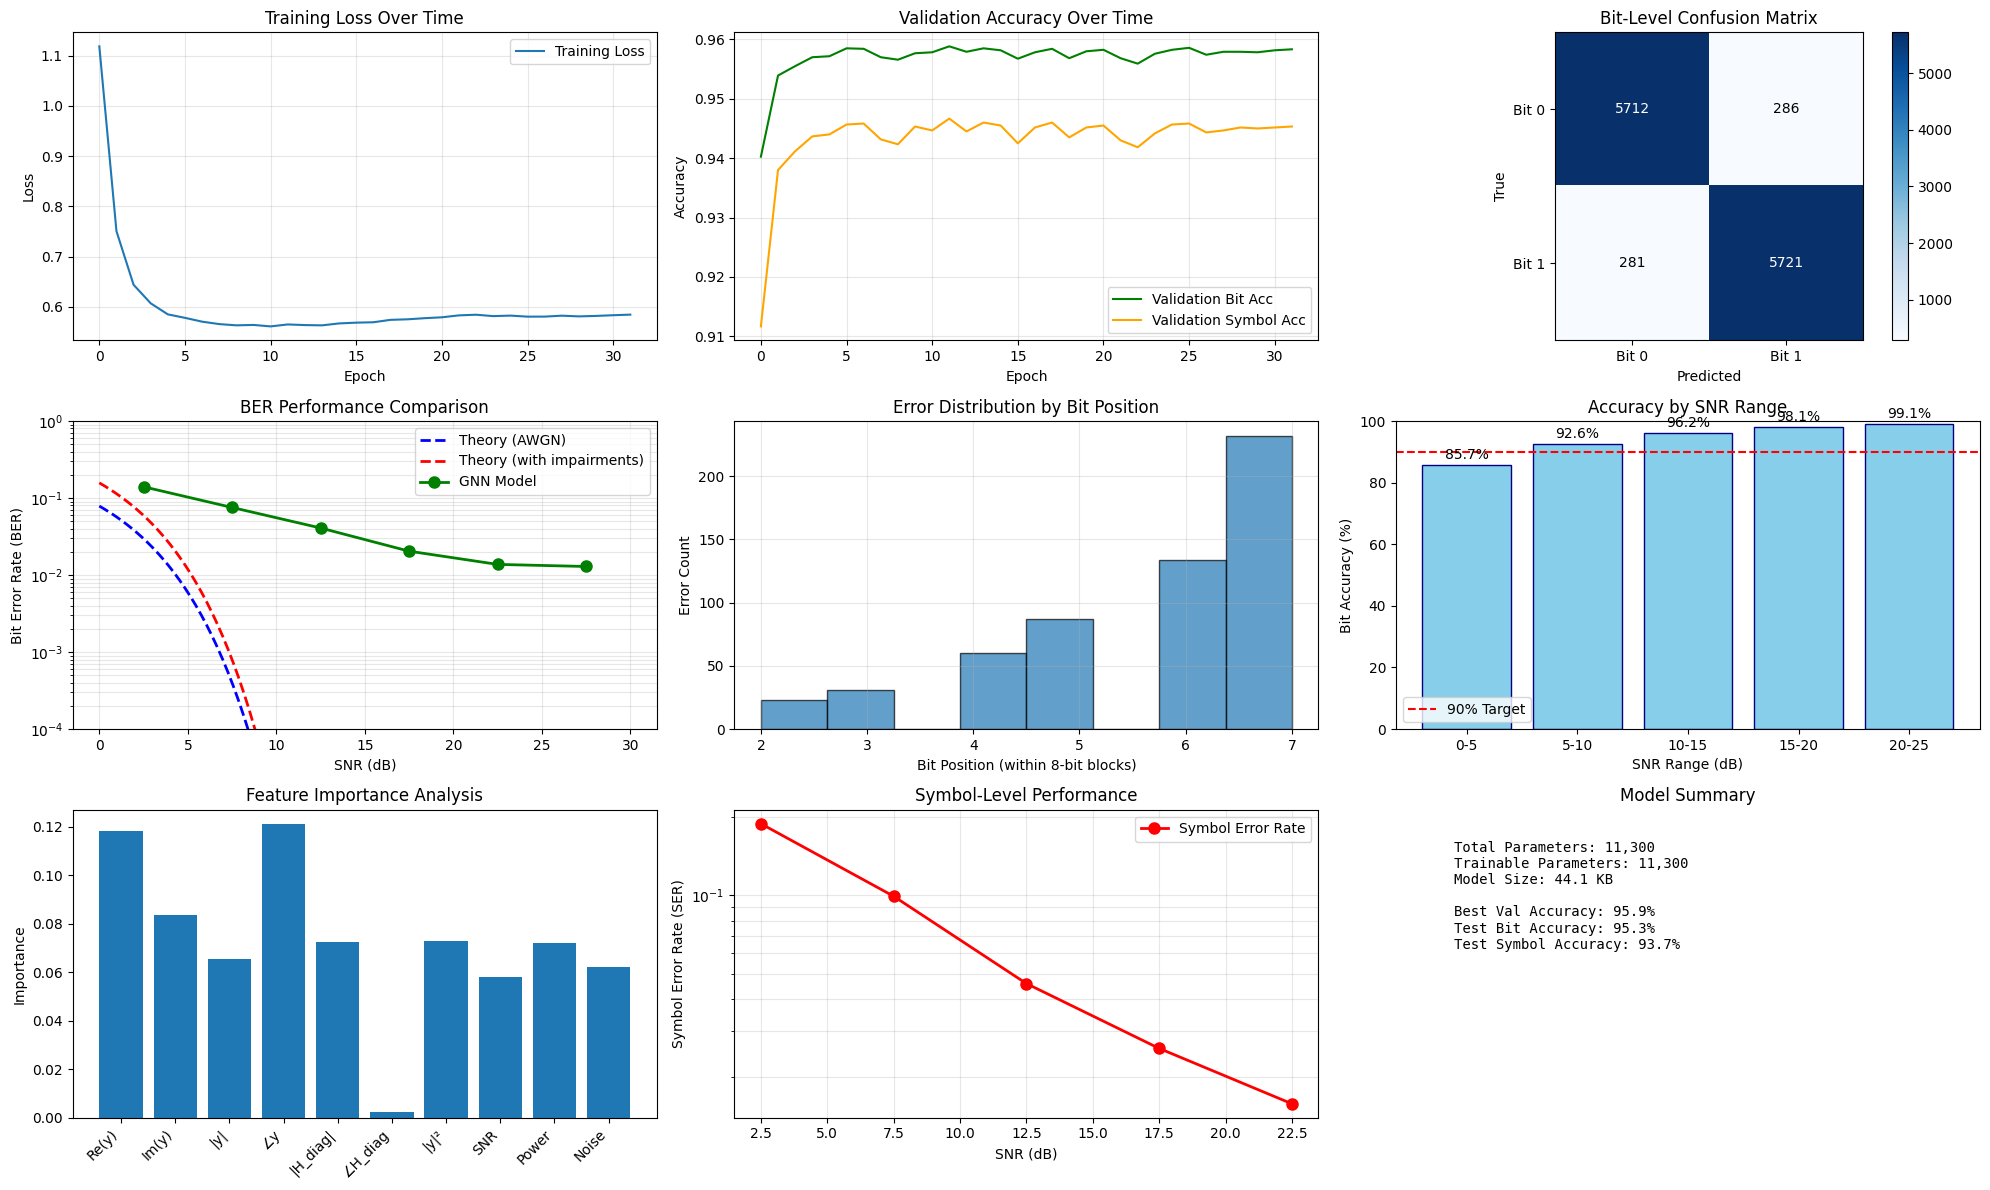 Training Loss Over Time
1.1
1.0
0.9
0.8
0.7
0.6
Loss
Training Loss
0 5 10 15 20 25 30
Epoch
Validation Accuracy Over Time
0.96
0.95
0.94
0.93
0.92
0.91
Accuracy
Validation Bit Acc
Validation Symbol Acc
0 5 10 15 20 25 30
Epoch
Bit-Level Confusion Matrix
Bit 0
Bit 1
True
5712 286
281 5721
Bit 0 Bit 1
Predicted
5000
4000
3000
2000
1000
BER Performance Comparison
10⁰
10⁻¹
10⁻²
10⁻³
10⁻⁴
Bit Error Rate (BER)
Theory (AWGN)
Theory (with impairments)
GNN Model
0 5 10 15 20 25 30
SNR (dB)
Error Distribution by Bit Position
200
150
100
50
0
Error Count
2 3 4 5 6 7
Bit Position (within 8-bit blocks)
Accuracy by SNR Range
100
80
60
40
20
0
Bit Accuracy (%)
85.7% 92.6% 96.2% 98.1% 99.1%
90% Target
0-5 5-10 10-15 15-20 20-25
SNR Range (dB)
Feature Importance Analysis
0.12
0.10
0.08
0.06
0.04
0.02
0.00
Importance
Re(y) Im(y) |y| ∠y |H_diag| ∠H_diag |y|² SNR Power Noise
Symbol-Level Performance
10⁻¹
Symbol Error Rate (SER)
Symbol Error Rate
2.5 5.0 7.5 10.0 12.5 15.0 17.5 20.0 22.5
SNR (dB)
Model Summary
Total Parameters: 11,300
Trainable Parameters: 11,300
Model Size: 44.1 KB
Best Val Accuracy: 95.9%
Test Bit Accuracy: 95.3%
Test Symbol Accuracy: 93.7%